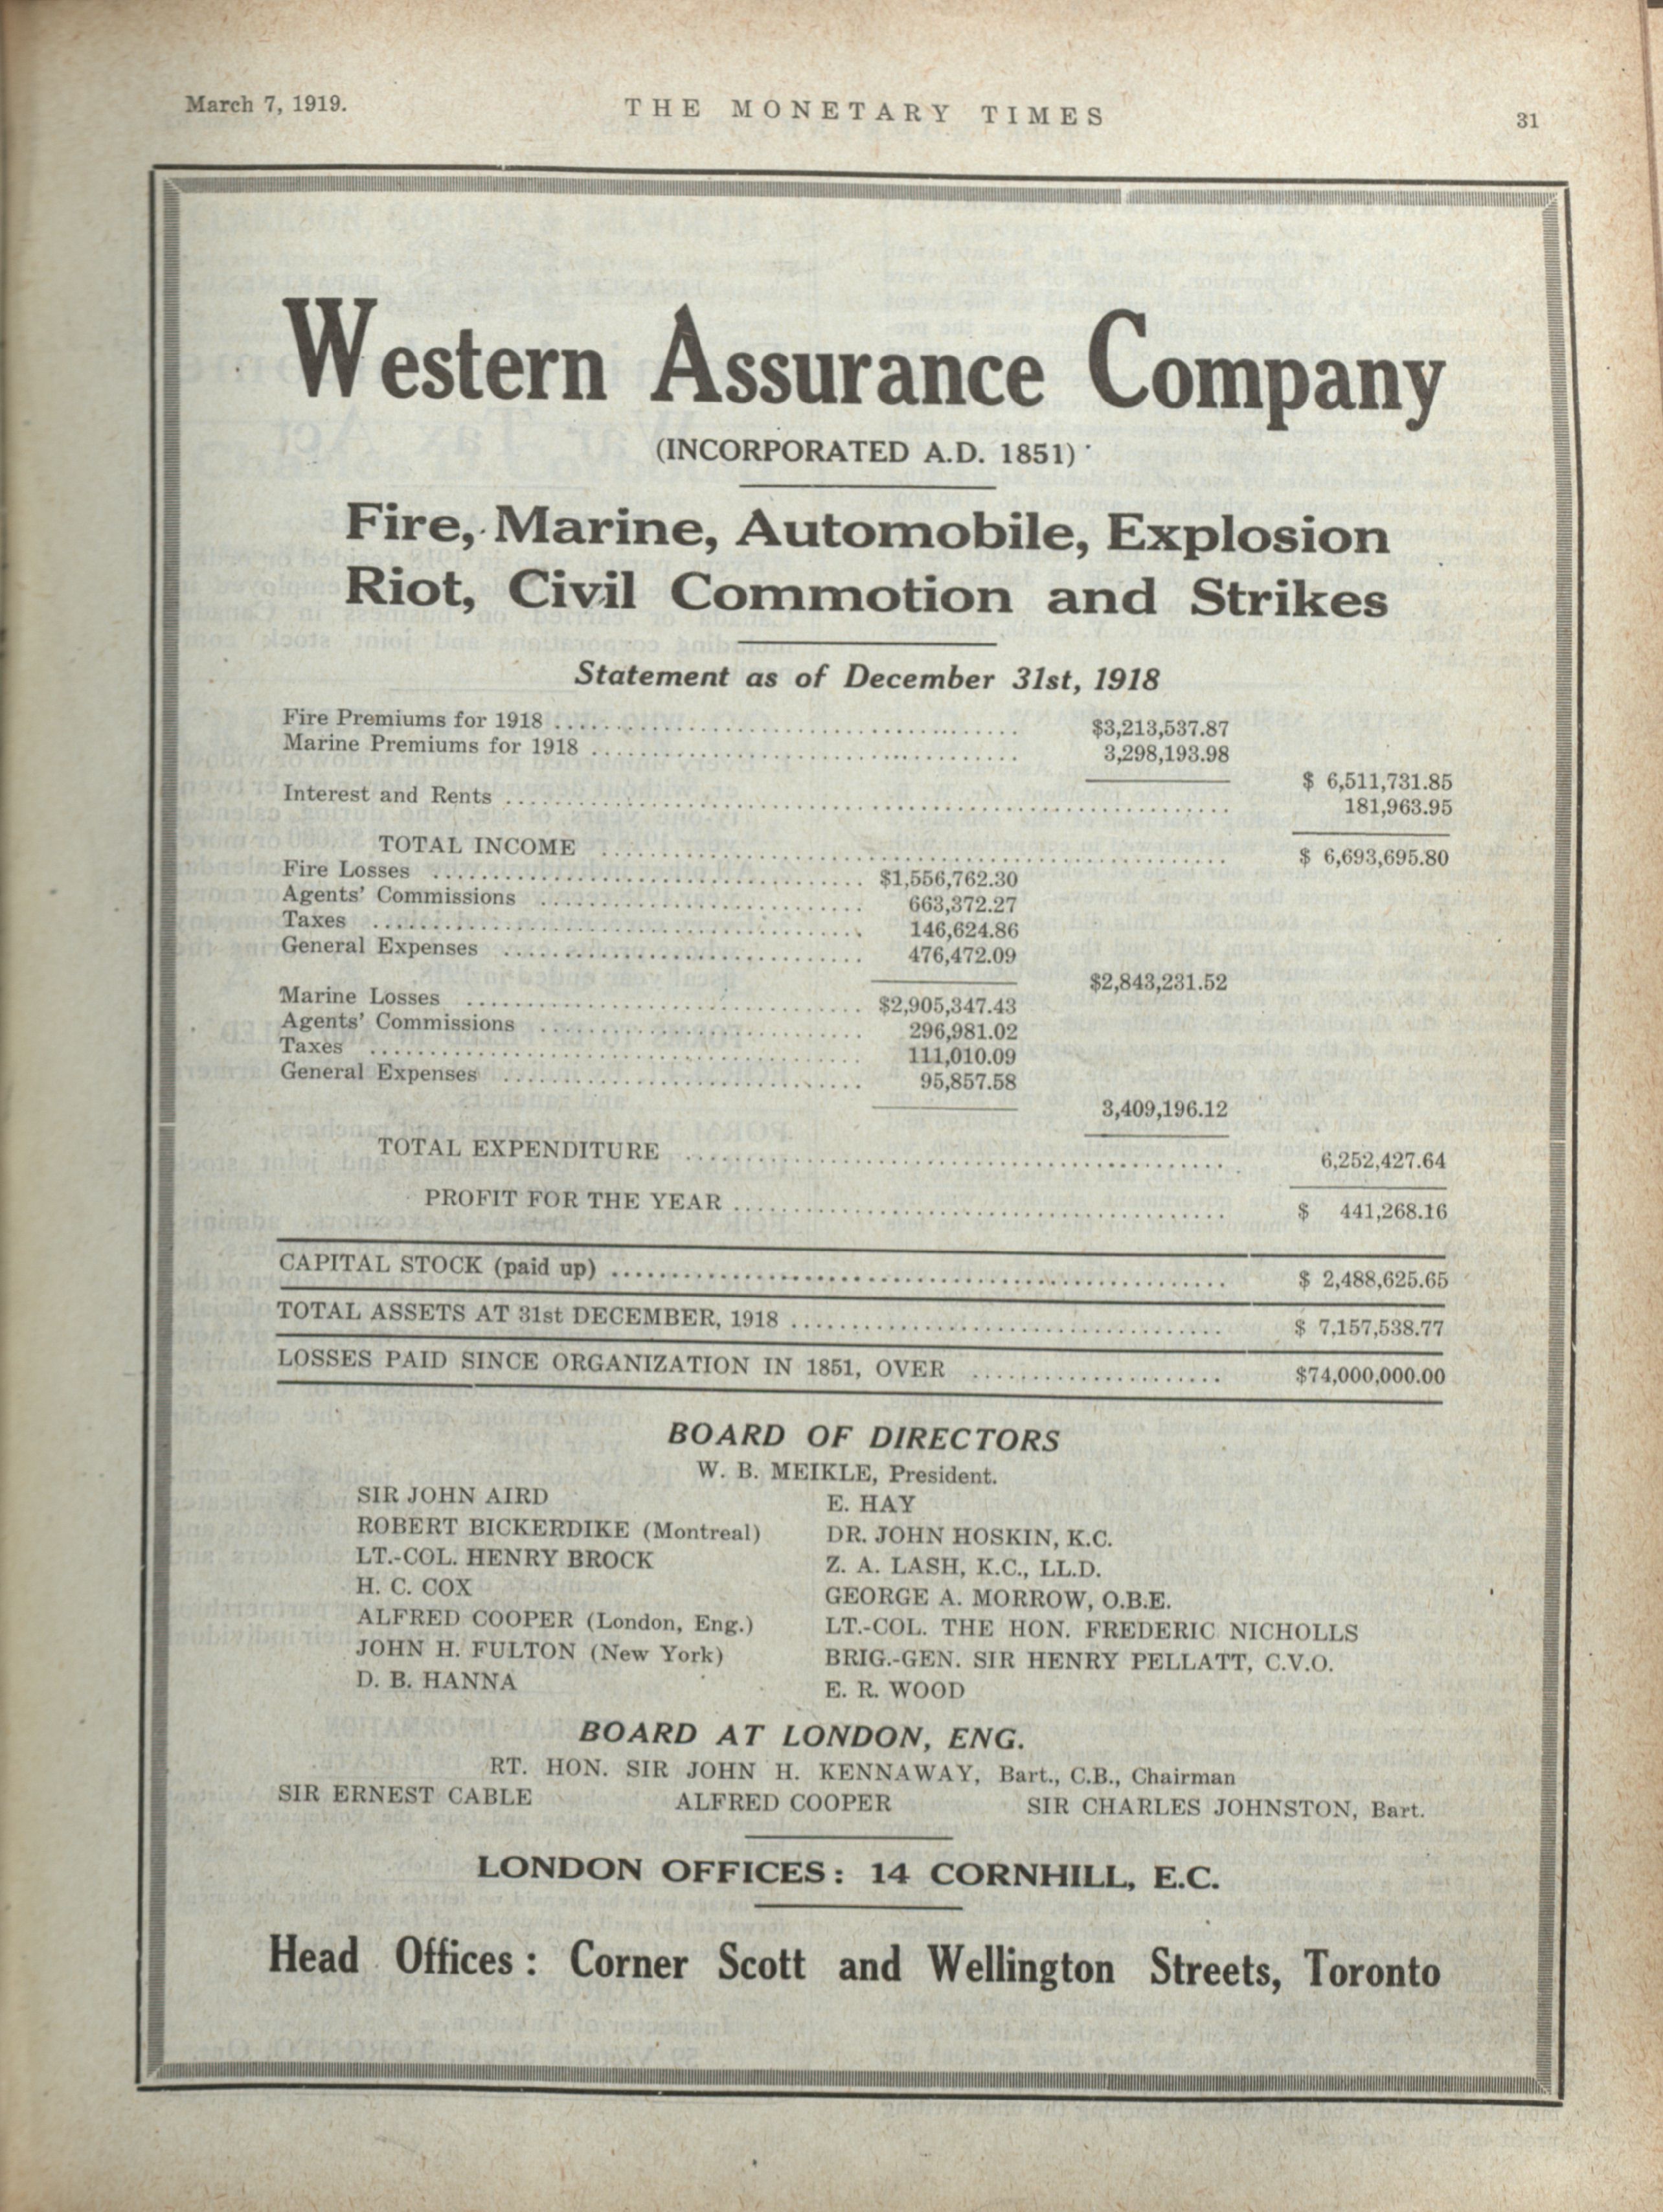 March 7, 1919. THE MONETARY TIMES 31
Western Assurance Company
(INCORPORATED A.D. 1851)
Fire, Marine, Automobile, Explosion
Riot, Civil Commotion and Strikes
Statement as of December 31st, 1918
Fire Premiums for 1918 ........ $3,213,537.87
Marine Premiums for 1918 ........ 3,298,193.98
$ 6,511,731.85
Interest and Rents ........ 181,963.95
TOTAL INCOME ........ $ 6,693,695.80
Fire Losses ........ $1,556,762.30
Agents' Commissions ........ 663,372.27
Taxes ........ 146,624.86
General Expenses ........ 476,472.09
$2,843,231.52
Marine Losses ........ $2,905,347.43
Agents' Commissions ........ 296,981.02
Taxes ........ 111,010.09
General Expenses ........ 95,857.58
3,409,196.12
TOTAL EXPENDITURE ........ 6,252,427.64
PROFIT FOR THE YEAR ........ $ 441,268.16
CAPITAL STOCK (paid up) ........ $ 2,488,625.65
TOTAL ASSETS AT 31st DECEMBER, 1918 ........ $ 7,157,538.77
LOSSES PAID SINCE ORGANIZATION IN 1851, OVER ........ $74,000,000.00
BOARD OF DIRECTORS
W. B. MEIKLE, President.
SIR JOHN AIRD
ROBERT BICKERDIKE (Montreal)
LT.-COL. HENRY BROCK
H. C. COX
ALFRED COOPER (London, Eng.)
JOHN H. FULTON (New York)
D. B. HANNA
E. HAY
DR. JOHN HOSKIN, K.C.
Z. A. LASH, K.C., LL.D.
GEORGE A. MORROW, O.B.E.
LT.-COL. THE HON. FREDERIC NICHOLLS
BRIG.-GEN. SIR HENRY PELLATT, C.V.O.
E. R. WOOD
BOARD AT LONDON, ENG.
RT. HON. SIR JOHN H. KENNAWAY, Bart., C.B., Chairman
SIR ERNEST CABLE ALFRED COOPER SIR CHARLES JOHNSTON, Bart.
LONDON OFFICES: 14 CORNHILL, E.C.
Head Offices: Corner Scott and Wellington Streets, Toronto